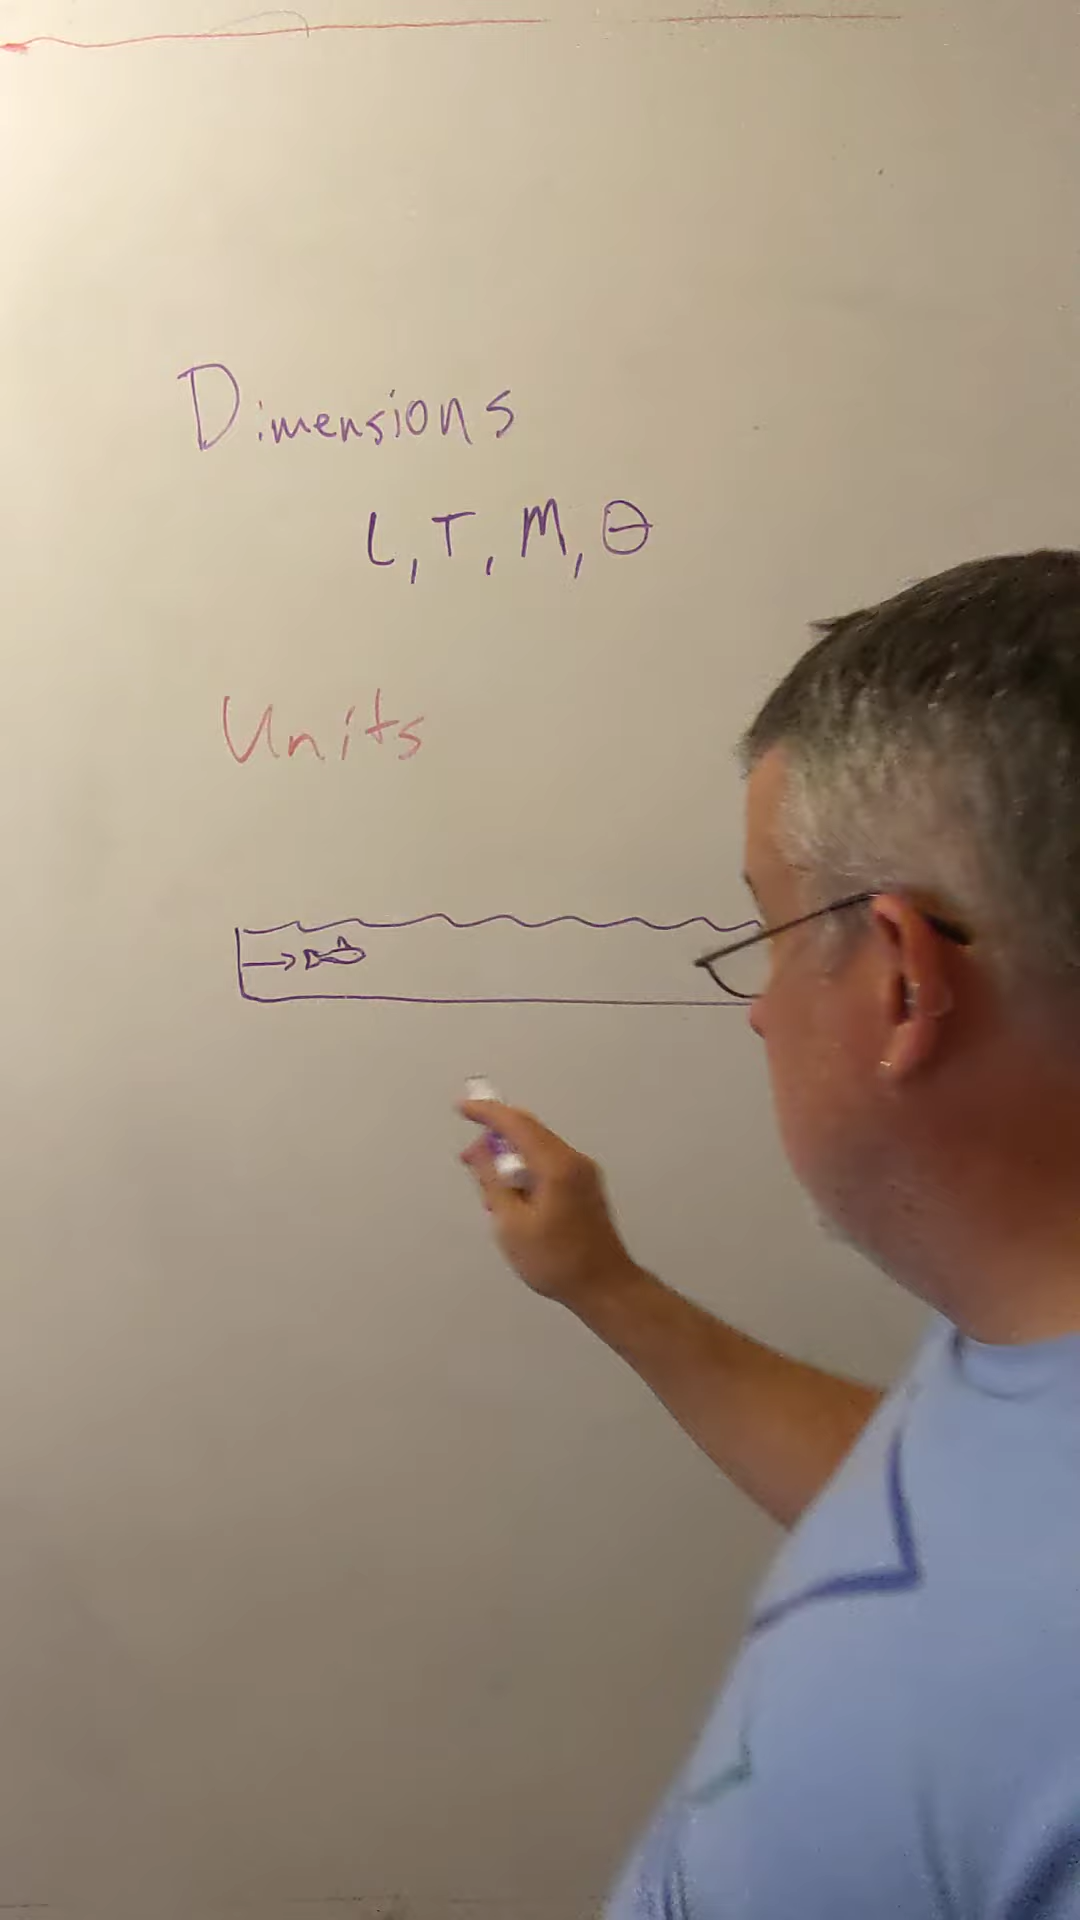 Dimensions
L, T, M, Θ
Units